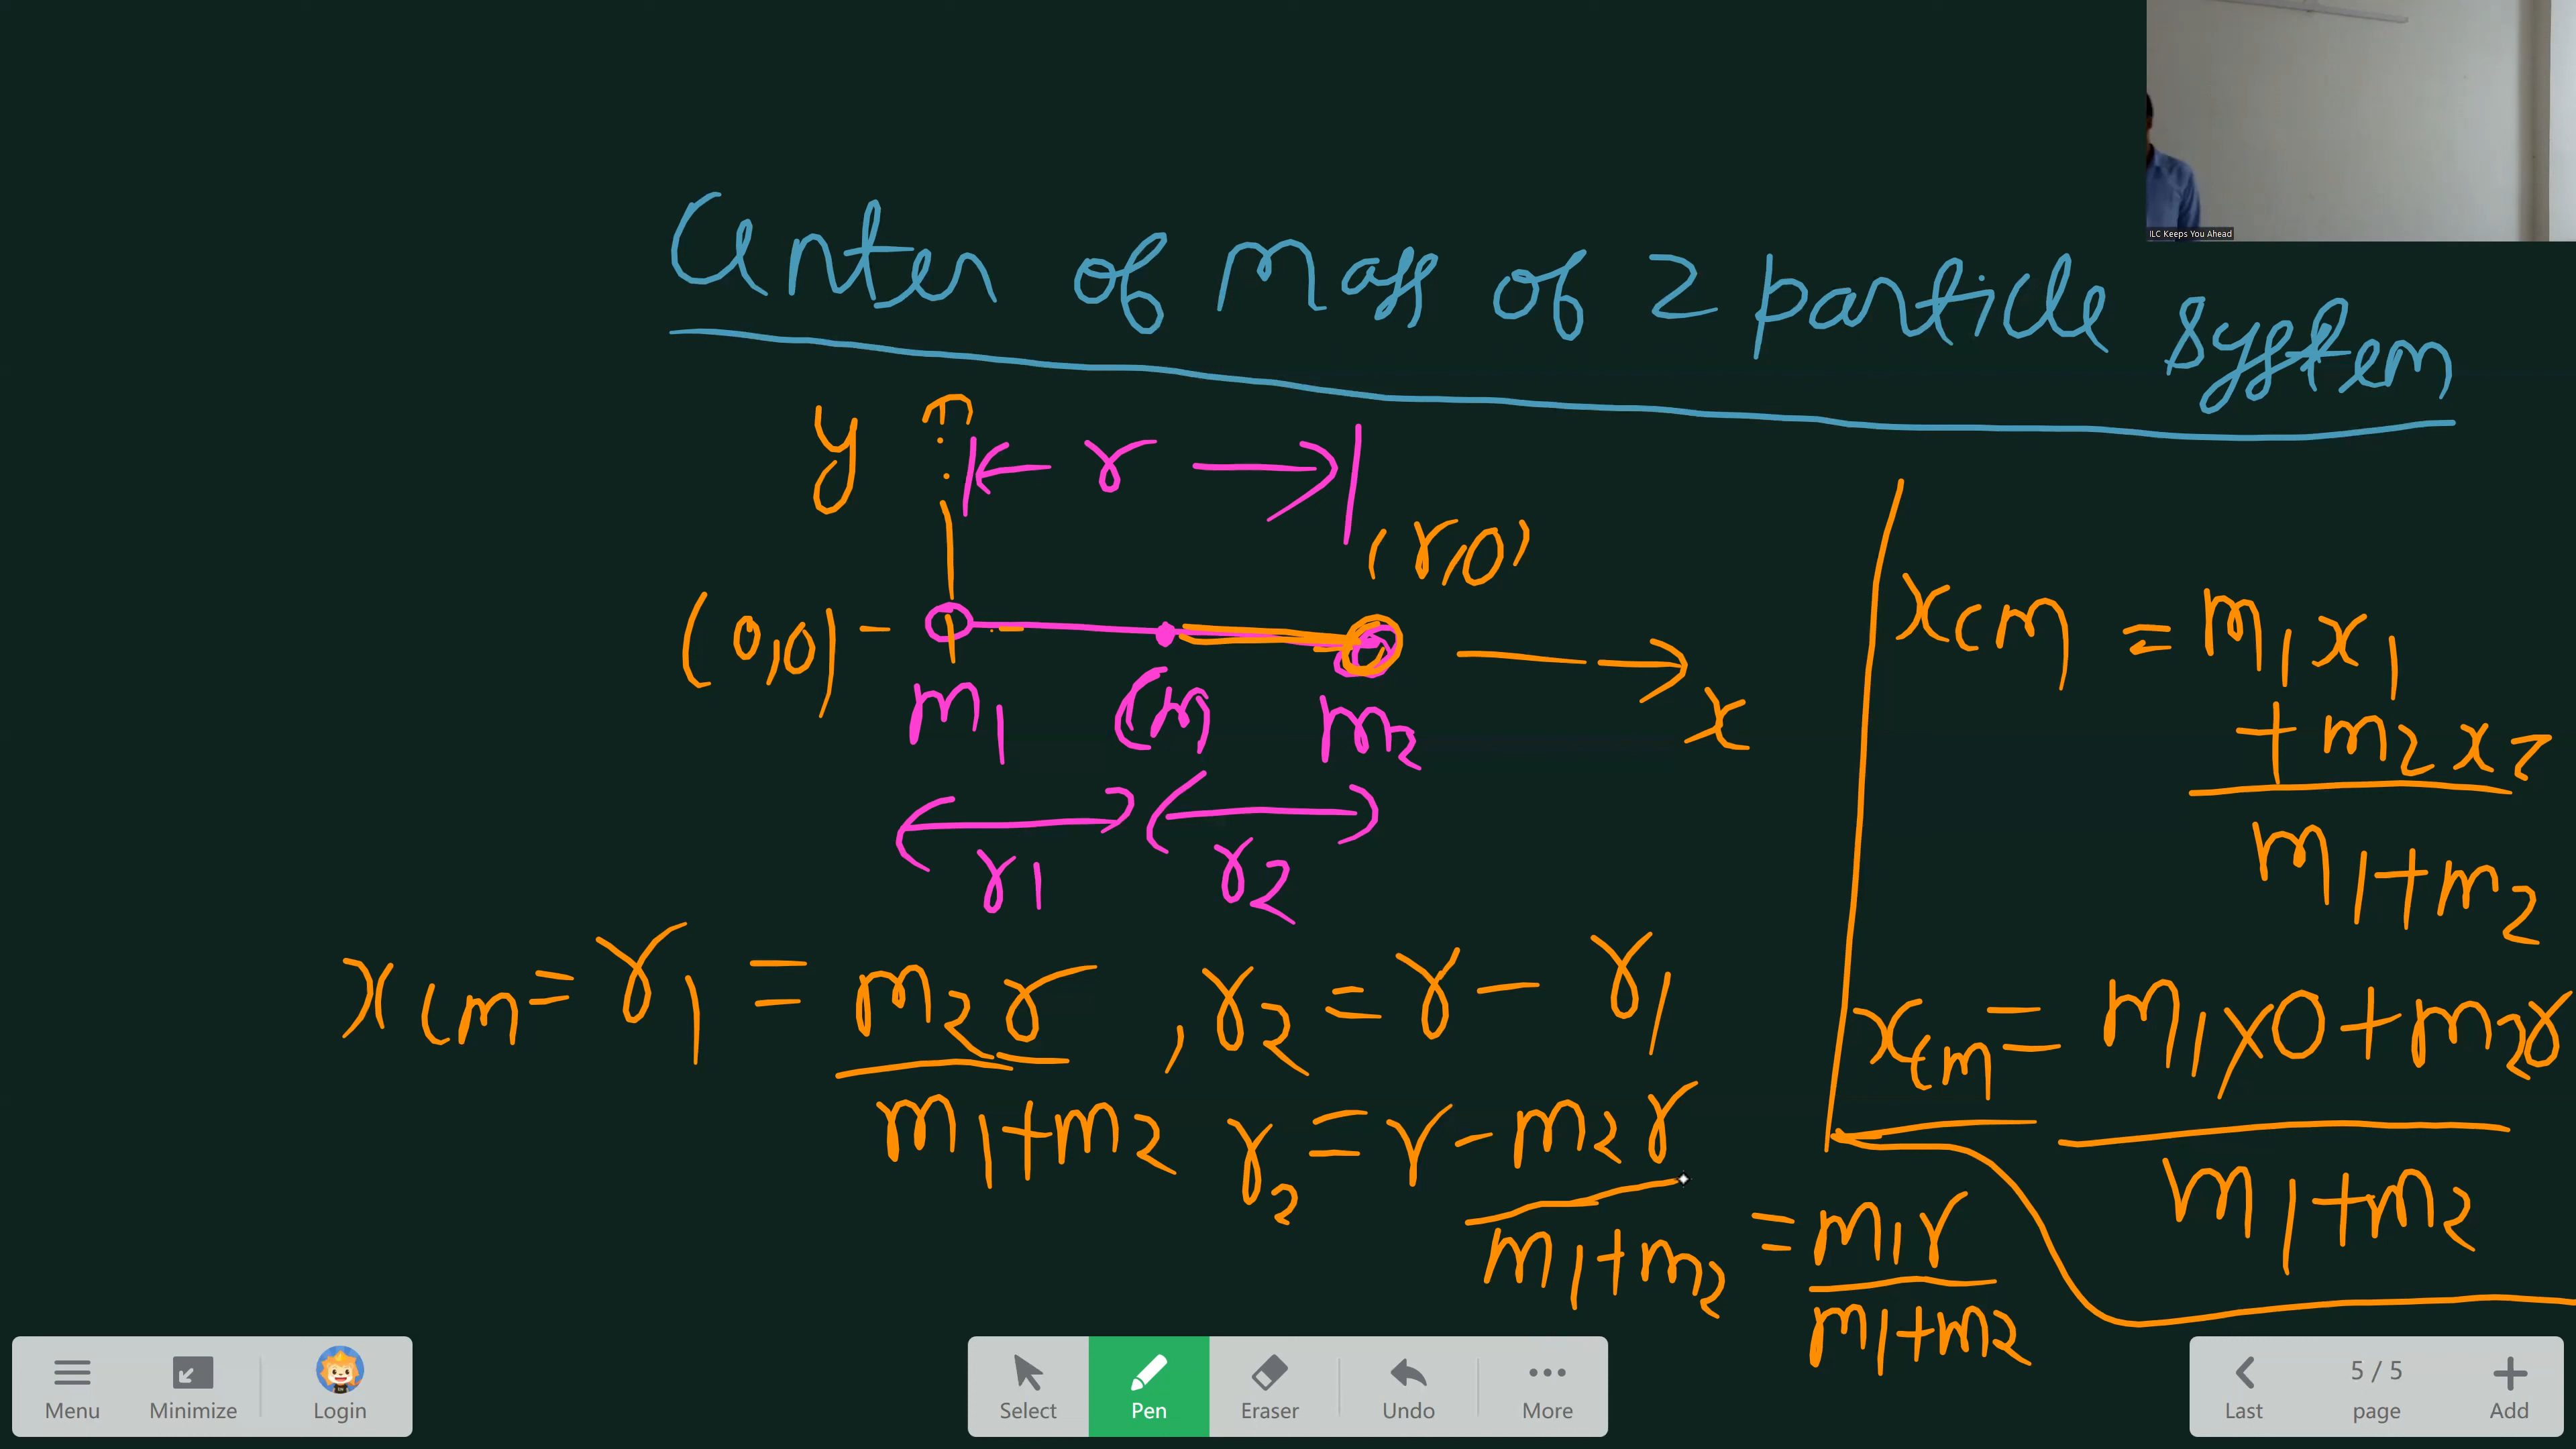 ILC Keeps You Ahead
Center of Mass of 2 particle system
y
r
(r,0)
(0,0)
m1 cm m2
x
r1 r2
xcm = m1x1
+ m2x2
m1+m2
xcm = m1x0+m2r
m1+m2
xcm = r1 = m2r , r2 = r - r1
m1+m2
r2 = r - m2r
m1+m2
= m1r
m1+m2
Menu Minimize Login Select Pen Eraser Undo More Last 5 / 5 page Add